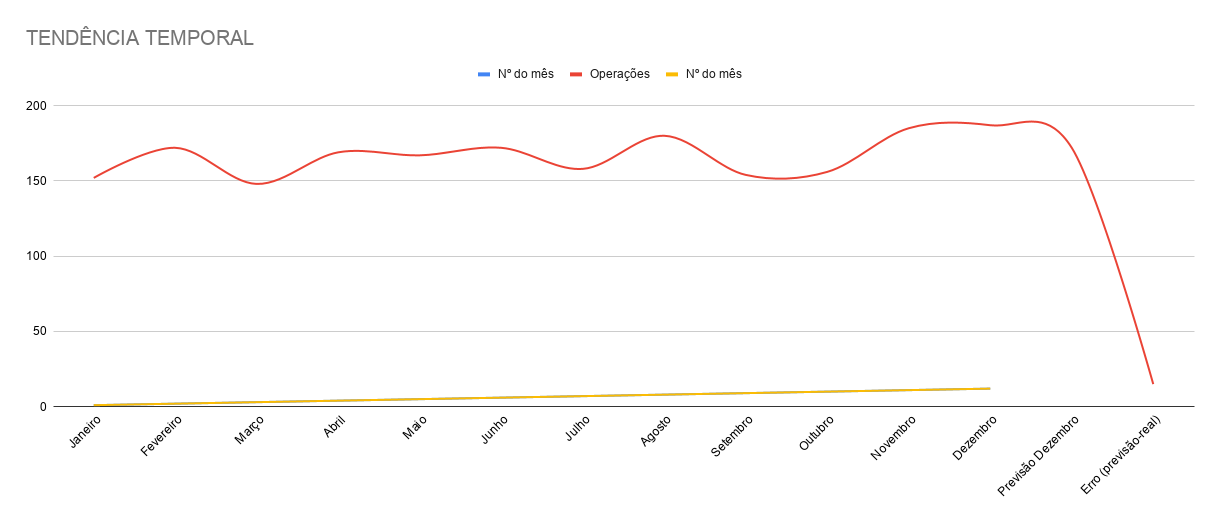 TENDÊNCIA TEMPORAL
Nº do mês Operações Nº do mês
200
150
100
50
0
Janeiro
Fevereiro
Março
Abril
Maio
Junho
Julho
Agosto
Setembro
Outubro
Novembro
Dezembro
Previsão Dezembro
Erro (previsão-real)